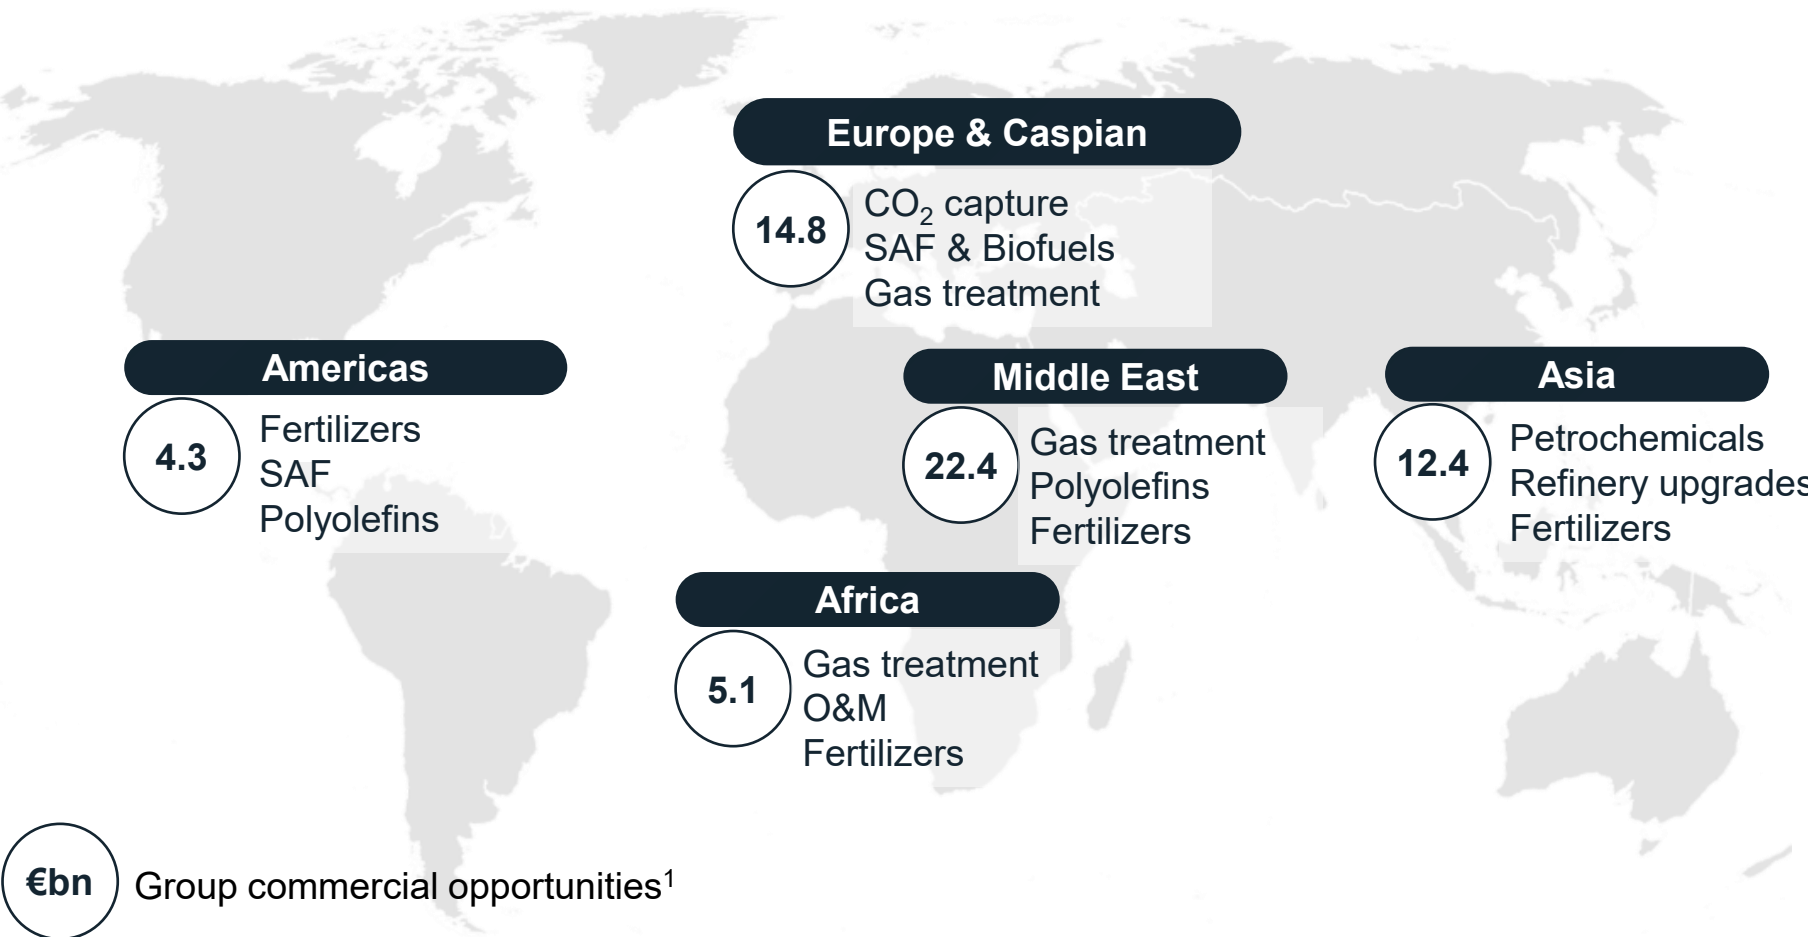 Europe & Caspian
14.8
CO₂ capture
SAF & Biofuels
Gas treatment
Americas
4.3
Fertilizers
SAF
Polyolefins
Middle East
22.4
Gas treatment
Polyolefins
Fertilizers
Asia
12.4
Petrochemicals
Refinery upgrades
Fertilizers
Africa
5.1
Gas treatment
O&M
Fertilizers
€bn
Group commercial opportunities¹